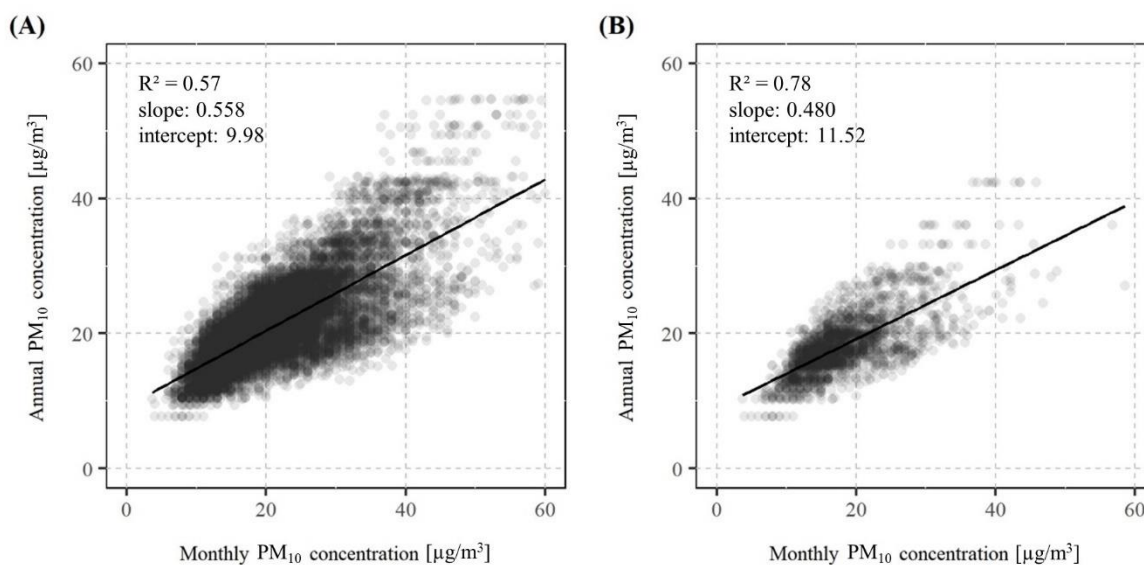 (A)
Annual PM₁₀ concentration [µg/m³]
60
40
20
0
R² = 0.57
slope: 0.558
intercept: 9.98
0 20 40 60
Monthly PM₁₀ concentration [µg/m³]
(B)
Annual PM₁₀ concentration [µg/m³]
60
40
20
0
R² = 0.78
slope: 0.480
intercept: 11.52
0 20 40 60
Monthly PM₁₀ concentration [µg/m³]